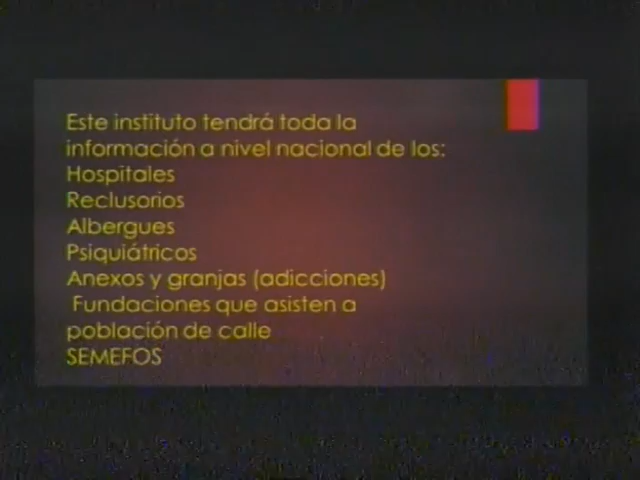 Este instituto tendrá toda la
información a nivel nacional de los:
Hospitales
Reclusorios
Albergues
Psiquiátricos
Anexos y granjas (adicciones)
Fundaciones que asisten a
población de calle
SEMEFOS